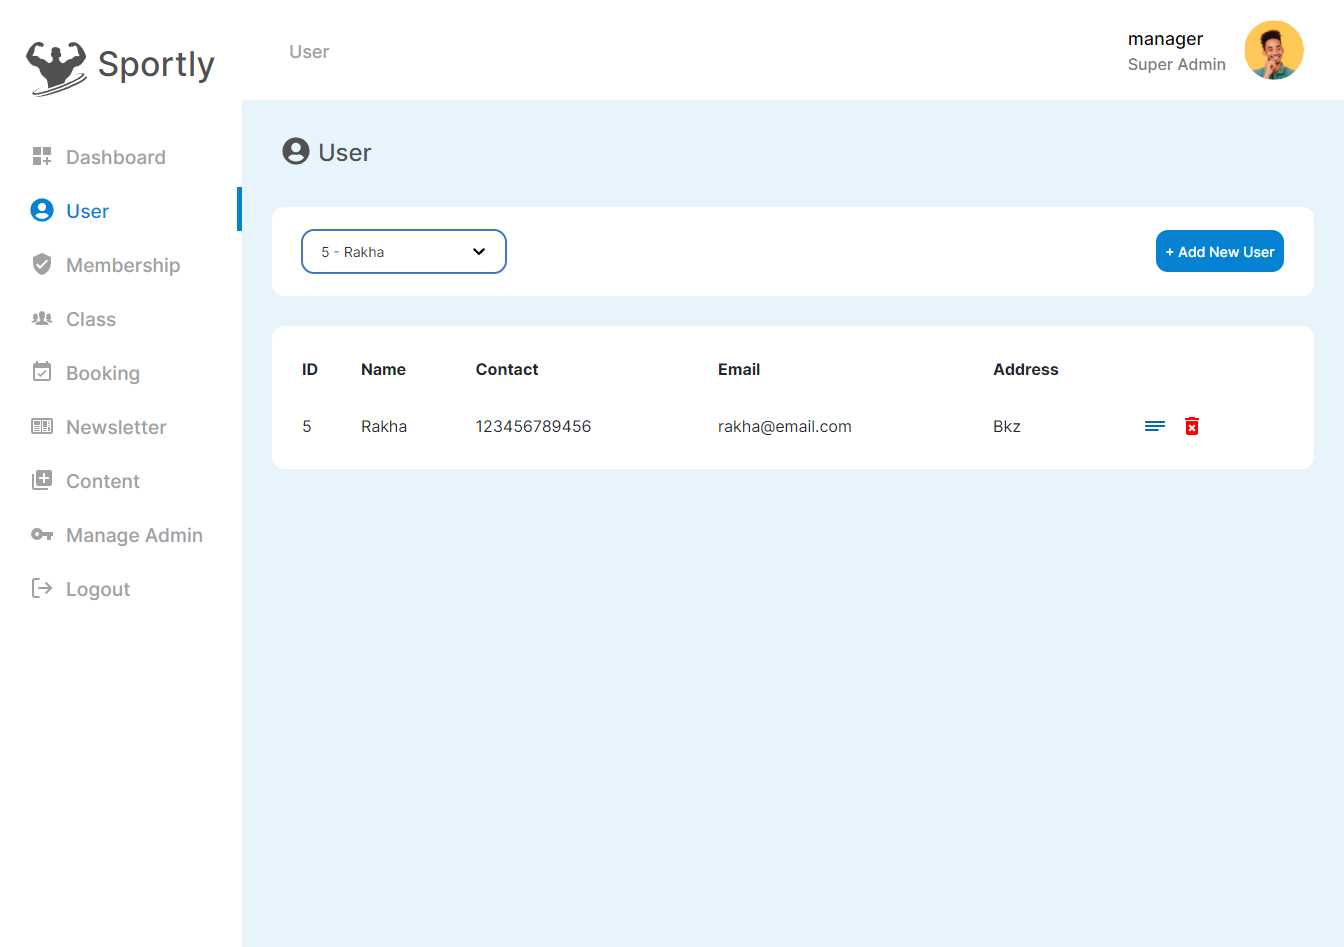 Sportly
User
manager
Super Admin
Dashboard
User
Membership
Class
Booking
Newsletter
Content
Manage Admin
Logout
User
5 - Rakha
+ Add New User
ID Name Contact Email Address
5 Rakha 123456789456 rakha@email.com Bkz